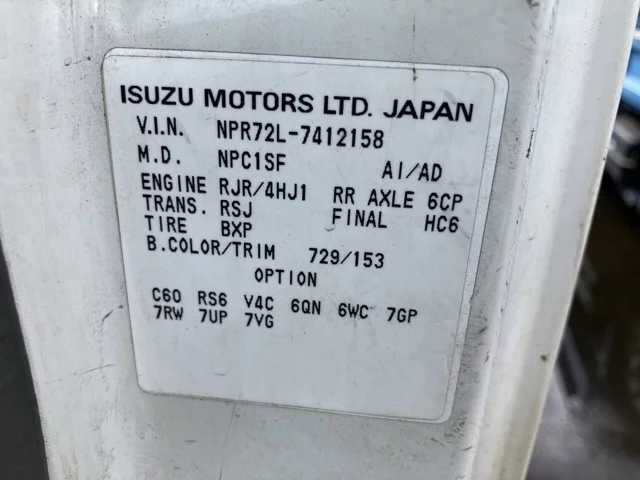 ISUZU MOTORS LTD. JAPAN
V.I.N. NPR72L-7412158
M.D. NPC1SF AI/AD
ENGINE RJR/4HJ1 RR AXLE 6CP
TRANS. RSJ FINAL HC6
TIRE BXP
B.COLOR/TRIM 729/153
OPTION
C60 RS6 V4C 6QN 6WC 7GP
7RW 7UP 7VG